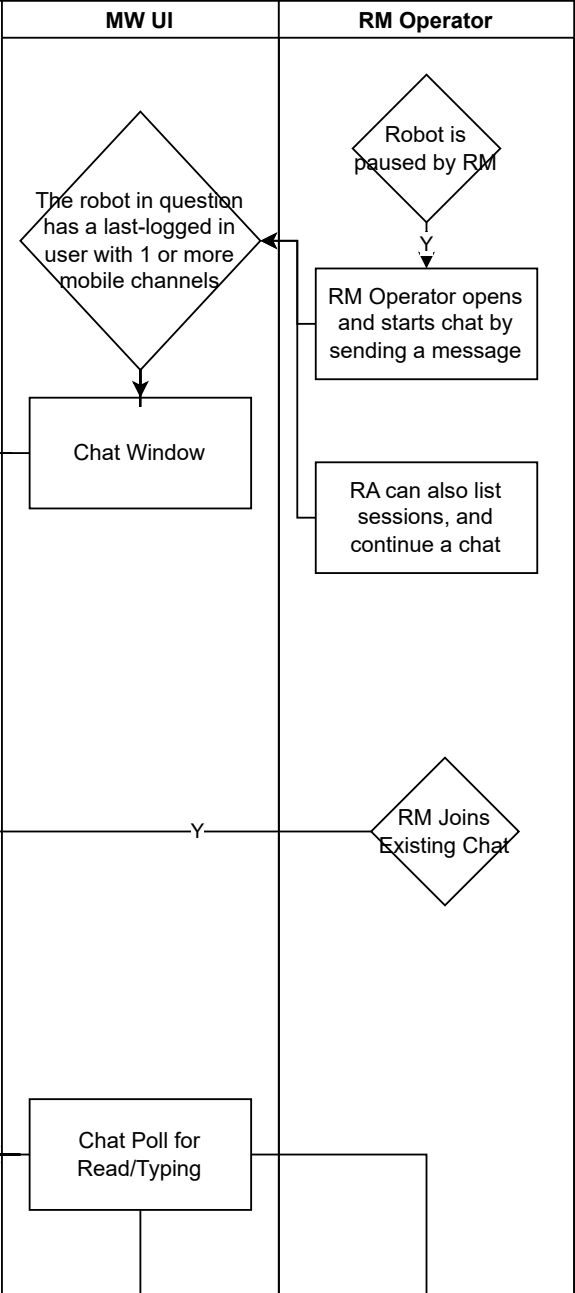 MW UI
RM Operator
Robot is
paused by RM
Y
The robot in question
has a last-logged in
user with 1 or more
mobile channels
RM Operator opens
and starts chat by
sending a message
Chat Window
RA can also list
sessions, and
continue a chat
RM Joins
Existing Chat
Y
Chat Poll for
Read/Typing